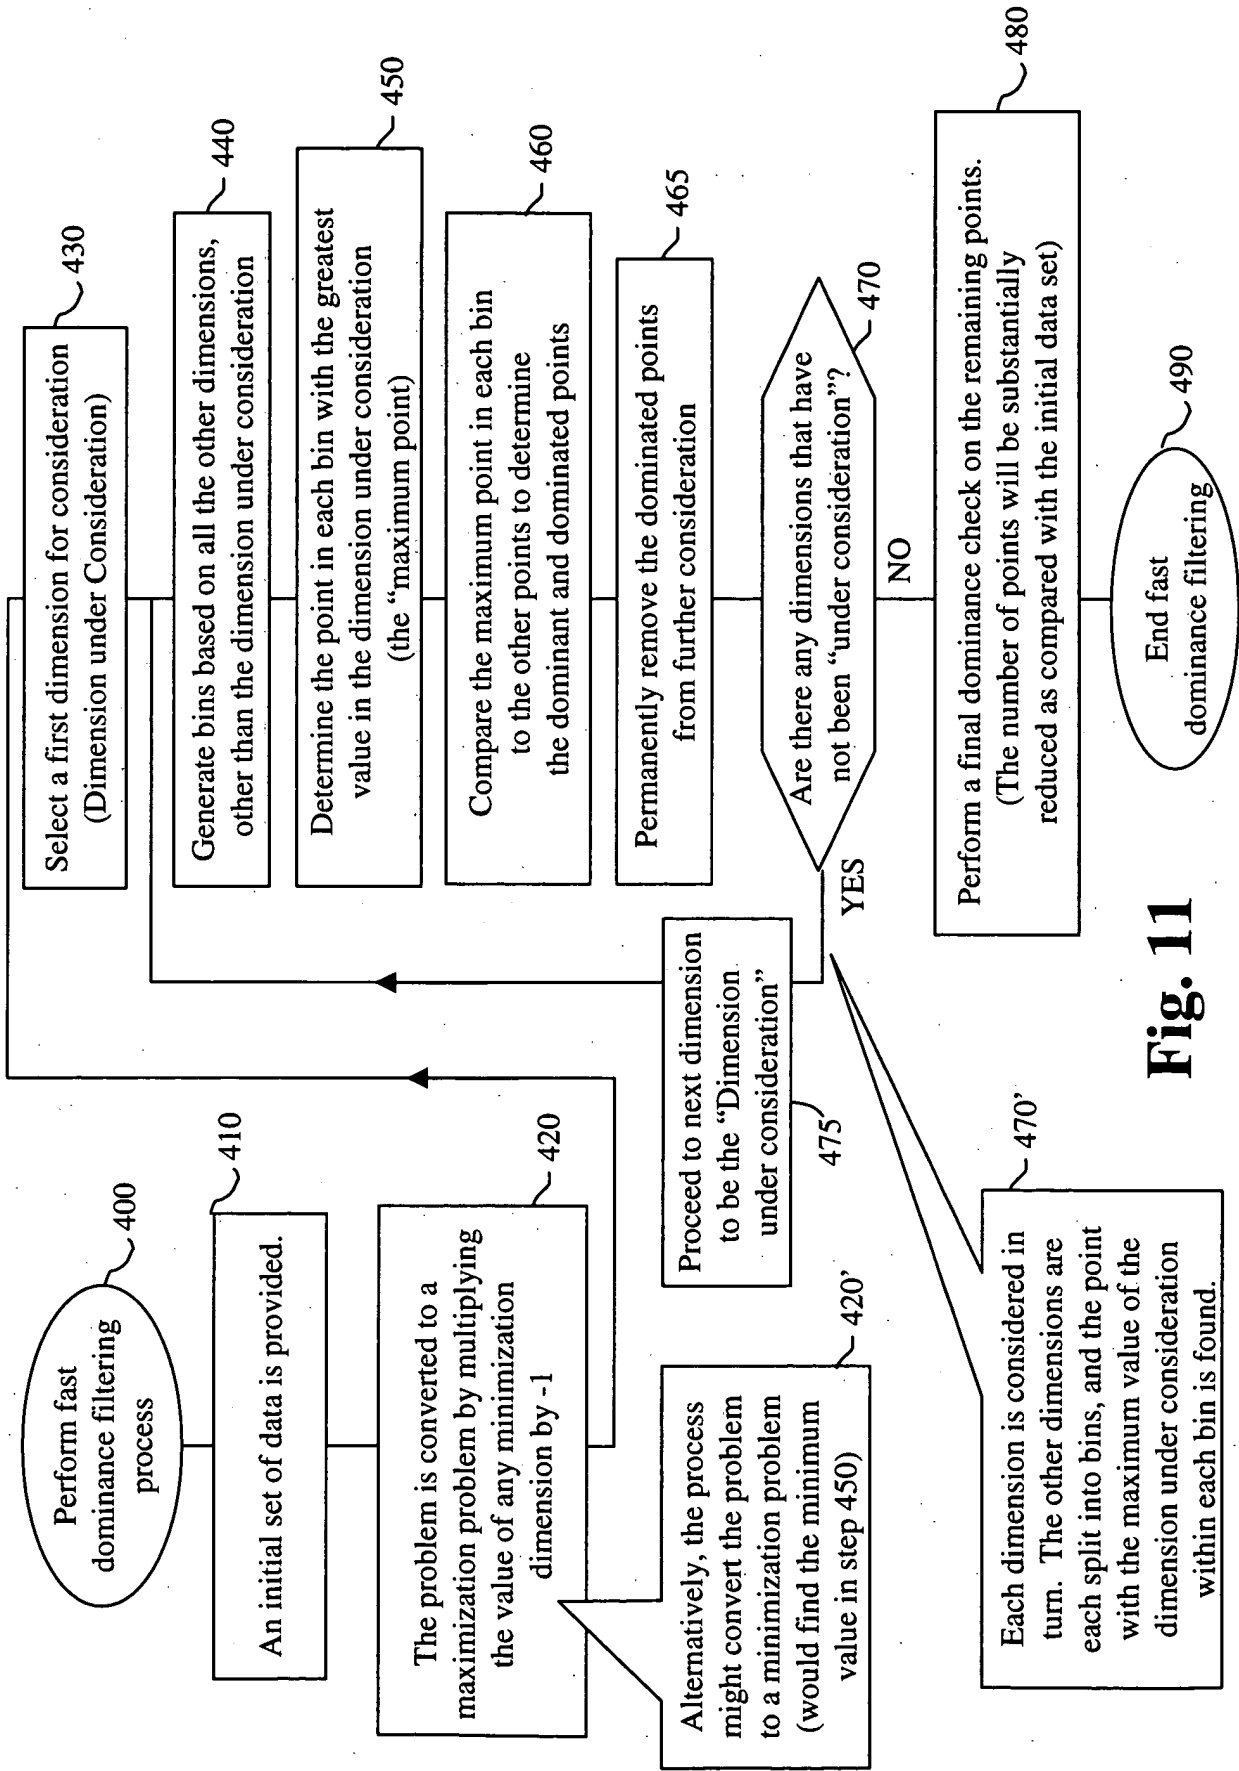 Perform fast
dominance filtering
process
400
An initial set of data is provided.
410
The problem is converted to a
maximization problem by multiplying
the value of any minimization
dimension by -1
420
Alternatively, the process
might convert the problem
to a minimization problem
(would find the minimum
value in step 450)
420’
Select a first dimension for consideration
(Dimension under Consideration)
430
Generate bins based on all the other dimensions,
other than the dimension under consideration
440
Determine the point in each bin with the greatest
value in the dimension under consideration
(the “maximum point)
450
Compare the maximum point in each bin
to the other points to determine
the dominant and dominated points
460
Permanently remove the dominated points
from further consideration
465
Are there any dimensions that have
not been “under consideration”?
470
YES
NO
Proceed to next dimension
to be the “Dimension
under consideration”
475
Each dimension is considered in
turn. The other dimensions are
each split into bins, and the point
with the maximum value of the
dimension under consideration
within each bin is found.
470’
Perform a final dominance check on the remaining points.
(The number of points will be substantially
reduced as compared with the initial data set)
480
End fast
dominance filtering
490
Fig. 11